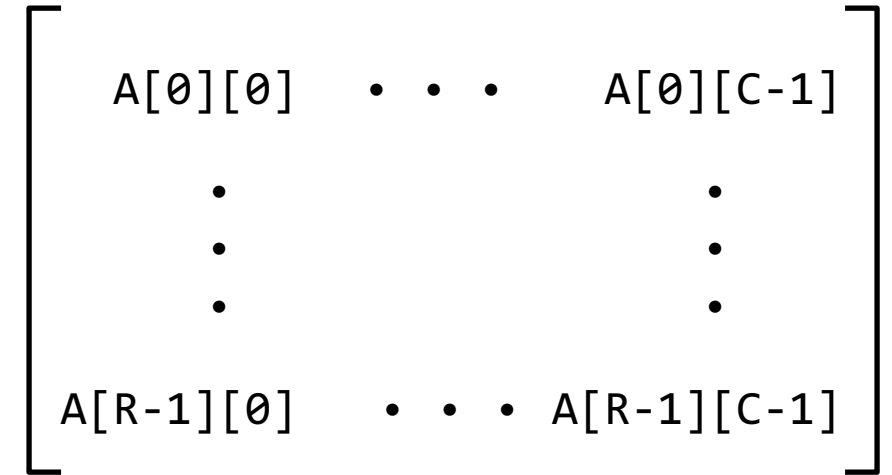 A[0][0] • • • A[0][C-1]
• •
• •
• •
A[R-1][0] • • • A[R-1][C-1]